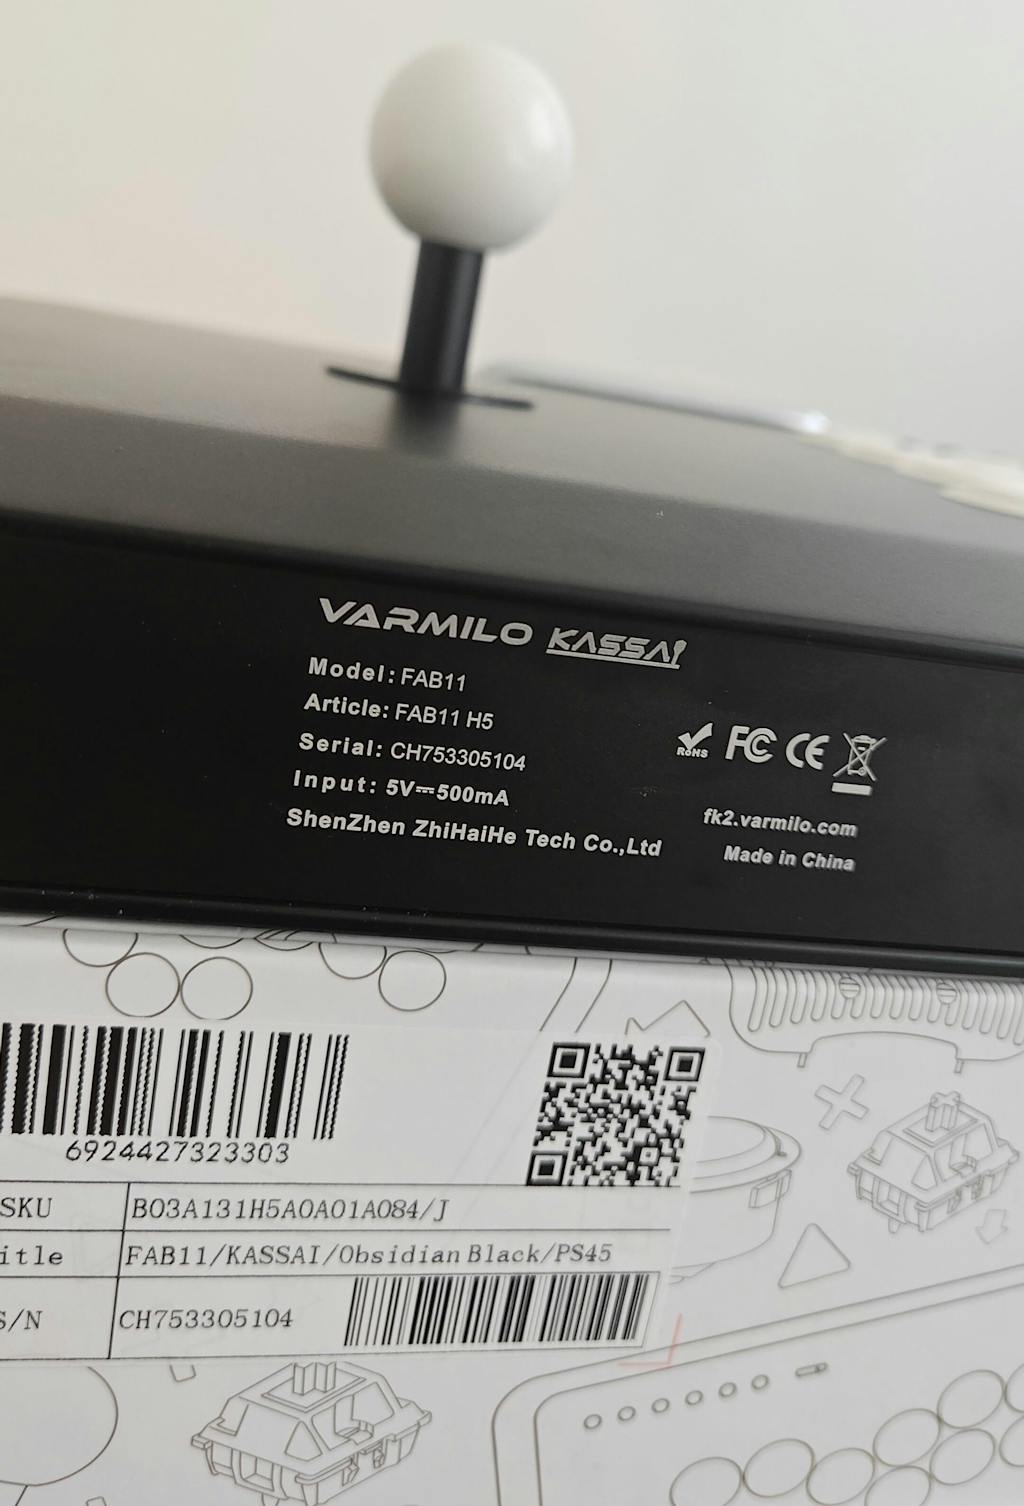 VARMILO KASSAI
Model: FAB11
Article: FAB11 H5
Serial: CH753305104
Input: 5V⎓500mA
ShenZhen ZhiHaiHe Tech Co.,Ltd
RoHS FC CE
fk2.varmilo.com
Made in China
6924427323303
SKU B03A131H5A0A01A084/J
itle FAB11/KASSAI/Obsidian Black/PS45
S/N CH753305104